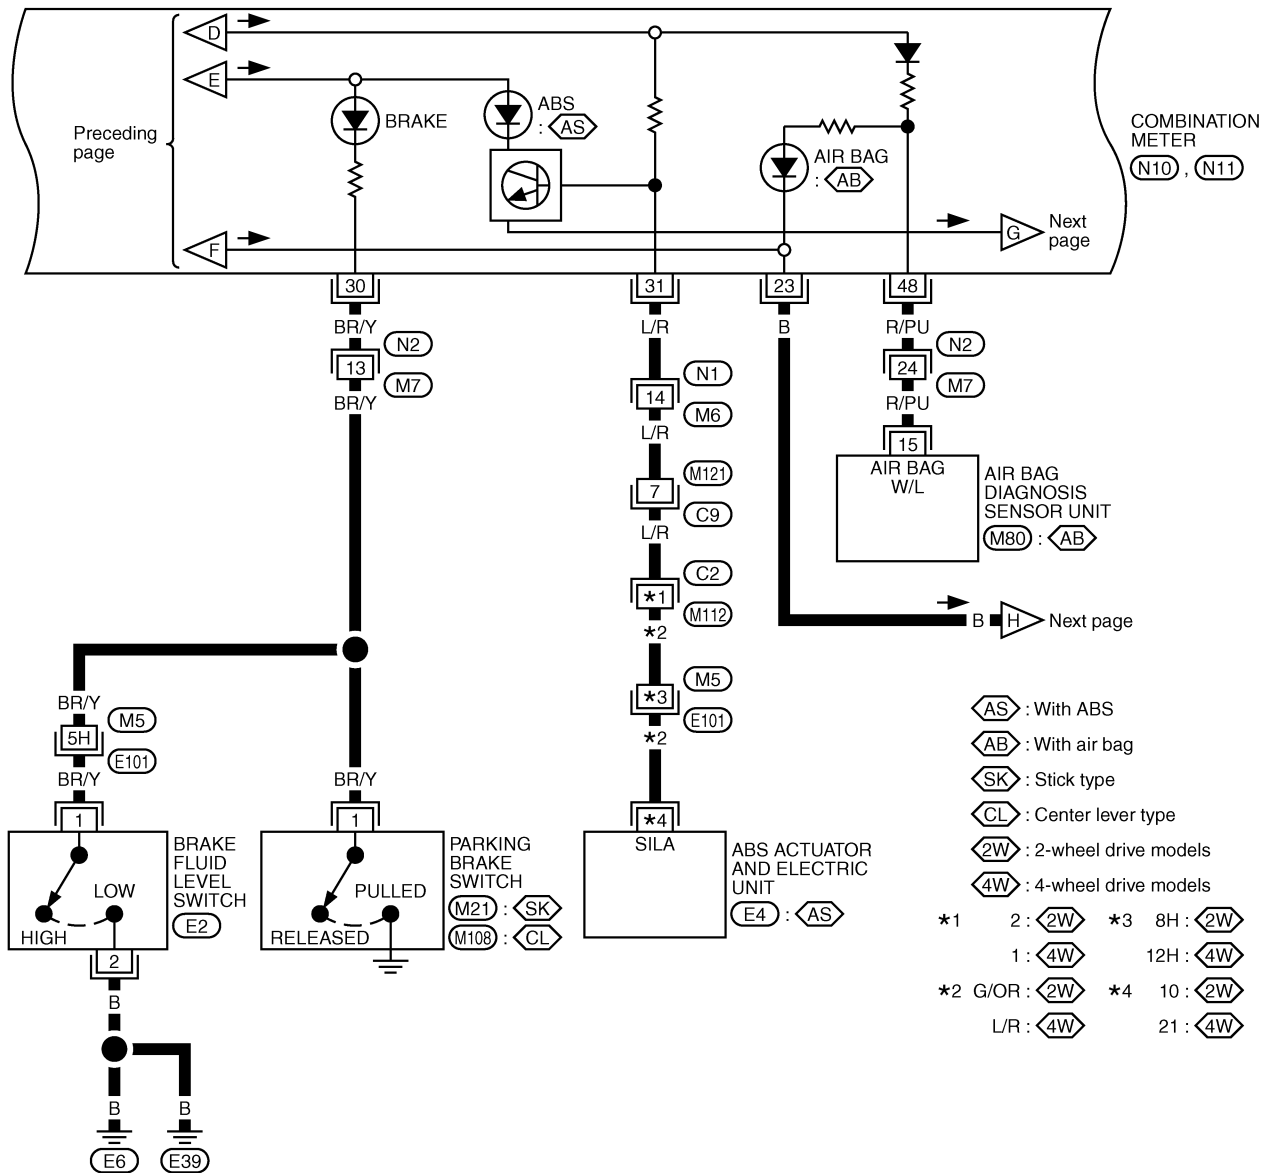 D
E
Preceding
page
BRAKE
ABS
: AS
AIR BAG
: AB
F
G
Next
page
COMBINATION
METER
N10 , N11
30
31
23
48
BR/Y
L/R
B
R/PU
N2
13
M7
BR/Y
N1
14
M6
L/R
N2
24
M7
R/PU
M121
7
C9
L/R
15
AIR BAG
W/L
AIR BAG
DIAGNOSIS
SENSOR UNIT
M80 : AB
C2
*1
M112
*2
B
H
Next page
M5
*3
E101
*2
BR/Y
M5
5H
E101
BR/Y
BR/Y
1
LOW
HIGH
BRAKE
FLUID
LEVEL
SWITCH
E2
2
B
B
B
E6
E39
1
PULLED
RELEASED
PARKING
BRAKE
SWITCH
M21 : SK
M108 : CL
*4
SILA
ABS ACTUATOR
AND ELECTRIC
UNIT
E4 : AS
AS : With ABS
AB : With air bag
SK : Stick type
CL : Center lever type
2W : 2-wheel drive models
4W : 4-wheel drive models
*1 2 : 2W *3 8H : 2W
1 : 4W 12H : 4W
*2 G/OR : 2W *4 10 : 2W
L/R : 4W 21 : 4W